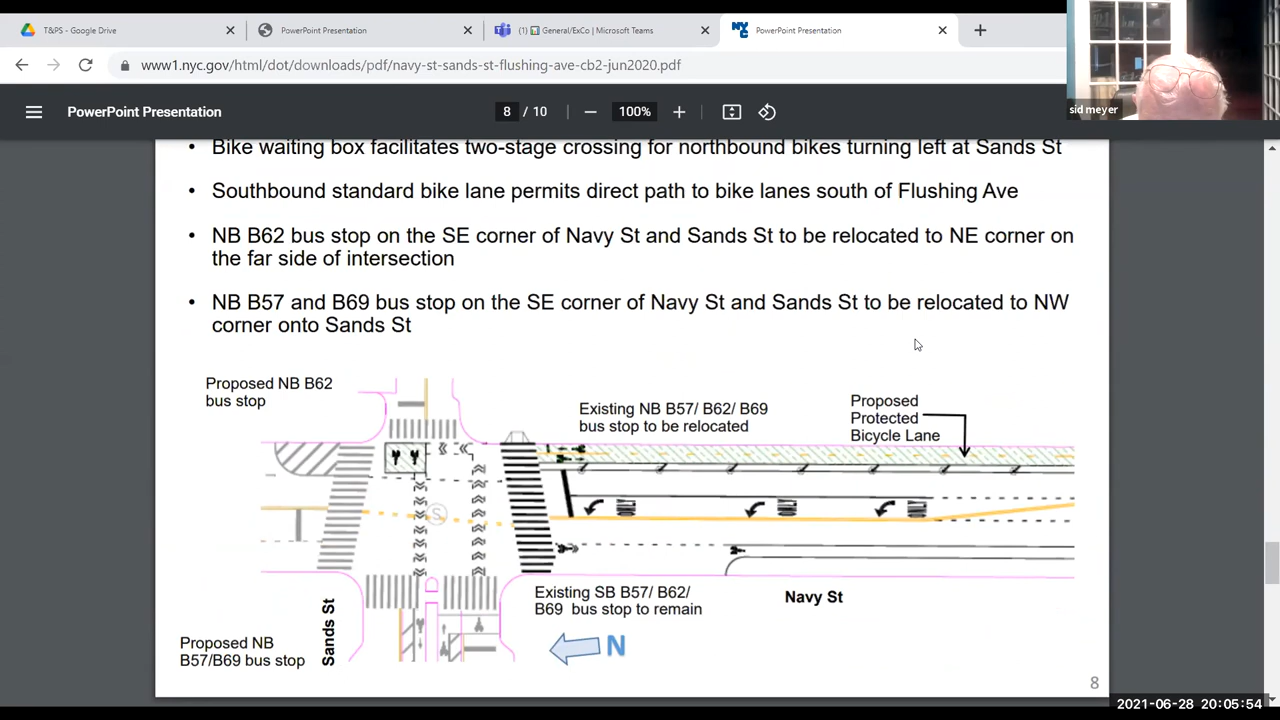 T&PS - Google Drive
PowerPoint Presentation
(1) General/ExCo | Microsoft Teams
NYC
PowerPoint Presentation
www1.nyc.gov/html/dot/downloads/pdf/navy-st-sands-st-flushing-ave-cb2-jun2020.pdf
sid meyer
PowerPoint Presentation
8 / 10
100%
• Bike waiting box facilitates two-stage crossing for northbound bikes turning left at Sands St
• Southbound standard bike lane permits direct path to bike lanes south of Flushing Ave
• NB B62 bus stop on the SE corner of Navy St and Sands St to be relocated to NE corner on
the far side of intersection
• NB B57 and B69 bus stop on the SE corner of Navy St and Sands St to be relocated to NW
corner onto Sands St
Proposed NB B62
bus stop
Existing NB B57/ B62/ B69
bus stop to be relocated
Proposed
Protected
Bicycle Lane
S
Existing SB B57/ B62/
B69 bus stop to remain
Navy St
Sands St
Proposed NB
B57/B69 bus stop
N
8
2021-06-28 20:05:54